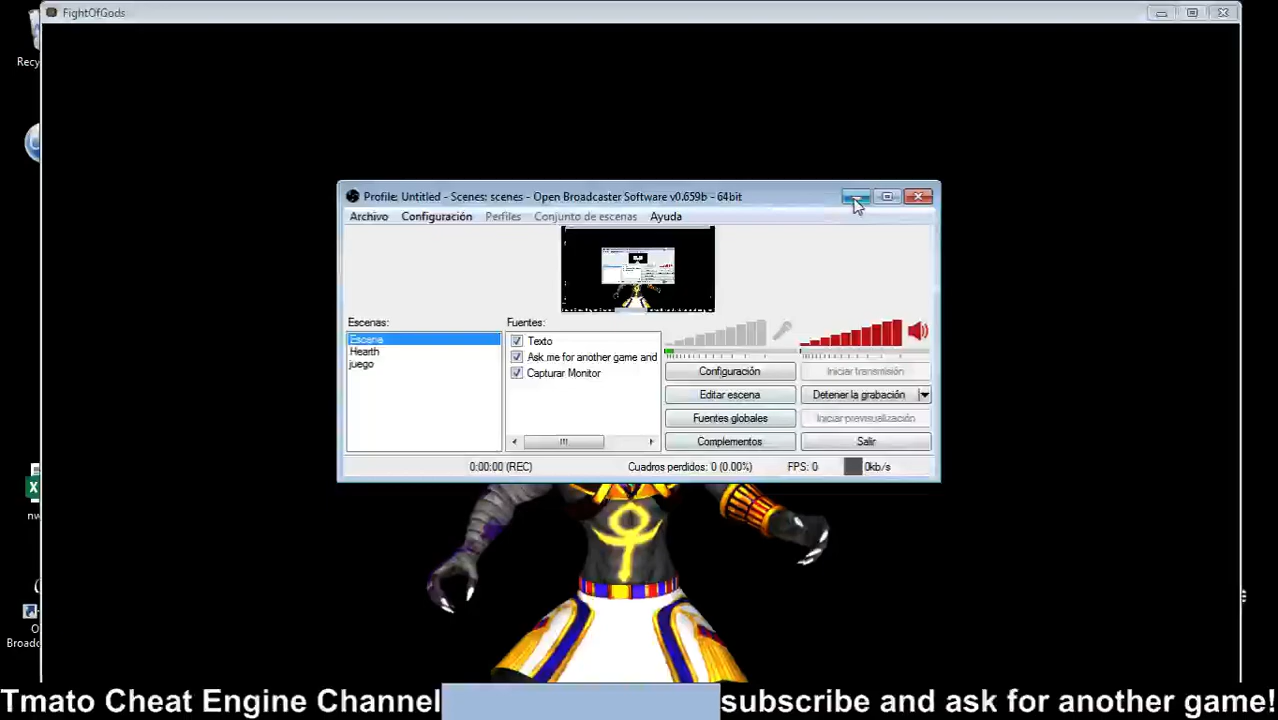 FightOfGods
Recy
Profile: Untitled - Scenes: scenes - Open Broadcaster Software v0.659b - 64bit
Archivo Configuración Perfiles Conjunto de escenas Ayuda
Escenas:
Escena
Hearth
juego
Fuentes:
Texto
Ask me for another game and
Capturar Monitor
Configuración
Iniciar transmisión
Editar escena
Detener la grabación
Fuentes globales
Iniciar previsualización
Complementos
Salir
0:00:00 (REC)
Cuadros perdidos: 0 (0.00%)
FPS: 0
0kb/s
nw
O
Broadc
Tmato Cheat Engine Channel
subscribe and ask for another game!